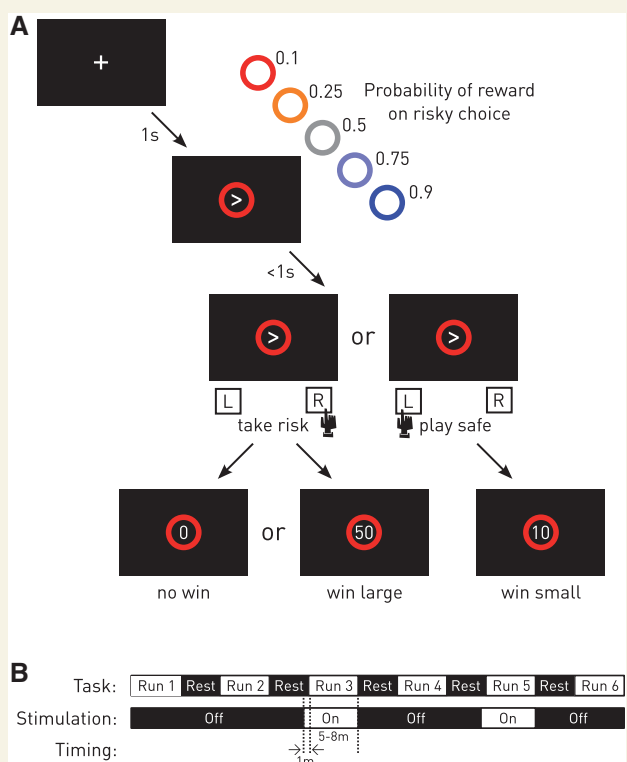 A
+
0.1
0.25
Probability of reward
on risky choice
0.5
0.75
0.9
1s
>
<1s
>
or
>
L
R
L
R
take risk
play safe
0
or
50
10
no win
win large
win small
B
Task: Run 1 Rest Run 2 Rest Run 3 Rest Run 4 Rest Run 5 Rest Run 6
Stimulation: Off On Off On Off
5-8m
Timing:
1m